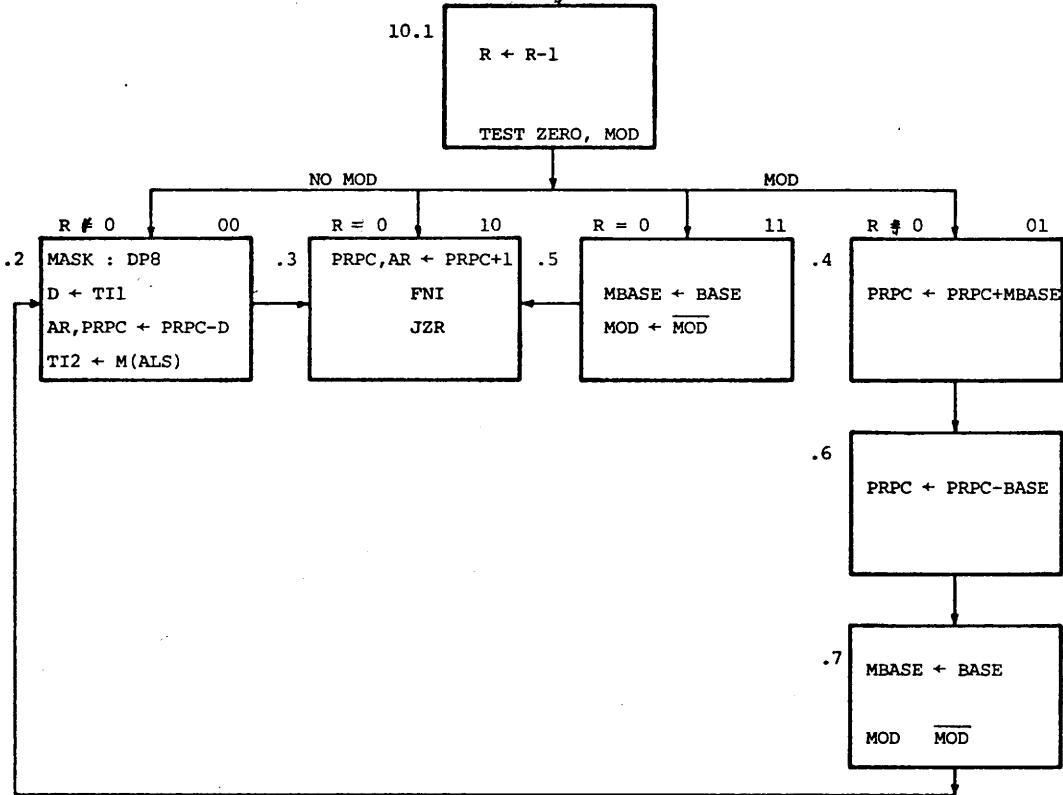 10.1
R ← R-1
TEST ZERO, MOD
NO MOD
MOD
R ≠ 0 00
R = 0 10
R = 0 11
R ≠ 0 01
.2
MASK : DP8
D ← TI1
AR,PRPC ← PRPC-D
TI2 ← M(ALS)
.3
PRPC,AR ← PRPC+1
FNI
JZR
.5
MBASE ← BASE
MOD ← M̅O̅D̅
.4
PRPC ← PRPC+MBASE
.6
PRPC ← PRPC-BASE
.7
MBASE ← BASE
MOD M̅O̅D̅